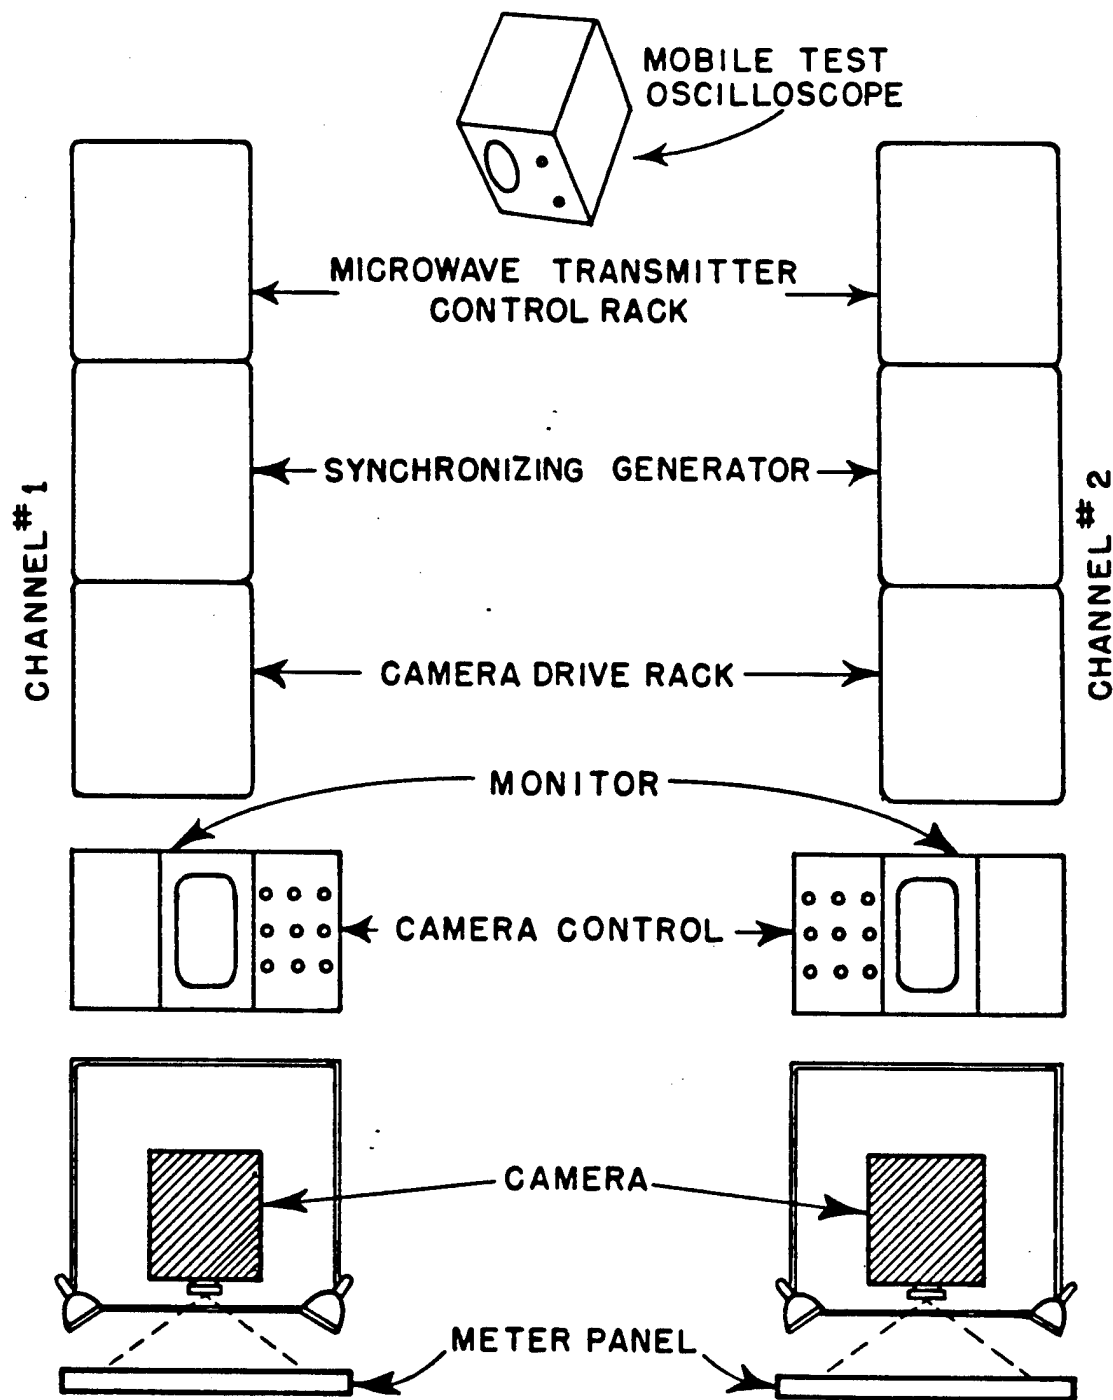 MOBILE TEST
OSCILLOSCOPE
MICROWAVE TRANSMITTER
CONTROL RACK
SYNCHRONIZING GENERATOR
CHANNEL #1
CHANNEL #2
CAMERA DRIVE RACK
MONITOR
CAMERA CONTROL
CAMERA
METER PANEL